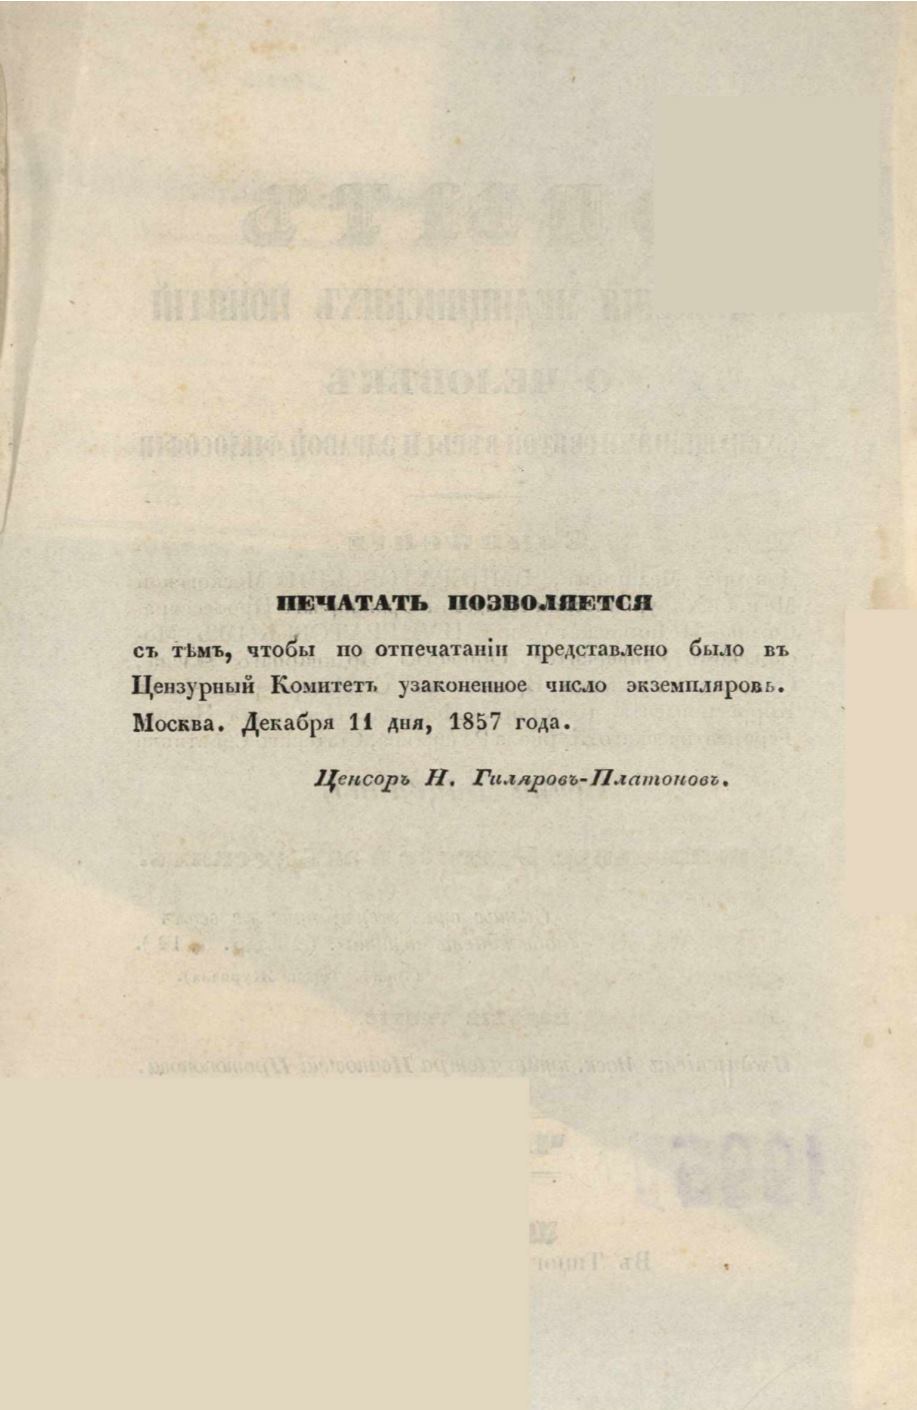 ПЕЧАТАТЬ ПОЗВОЛЯЕТСЯ
съ тѣмъ, чтобы по отпечатаніи представлено было въ
Цензурный Комитетъ узаконенное число экземпляровъ.
Москва. Декабря 11 дня, 1857 года.
Ценсоръ Н. Гиляровъ-Платоновъ.